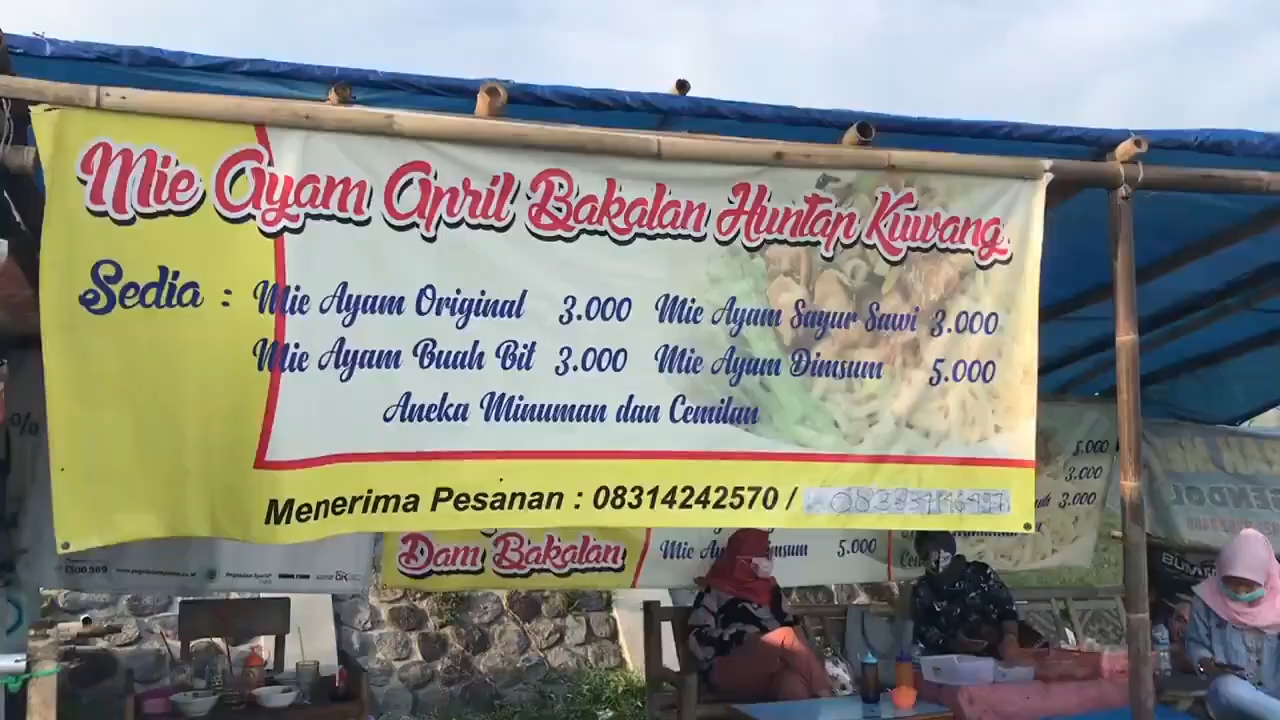 Mie Ayam April Bakalan Huntap Kuwang
Sedia : Mie Ayam Original 3.000 Mie Ayam Sayur Sawi 3.000
Mie Ayam Buah Bit 3.000 Mie Ayam Dimsum 5.000
Aneka Minuman dan Cemilan
Menerima Pesanan : 08314242570 /
Dam Bakalan
Mie Dimsum 5.000
5.000
3.000
3.000